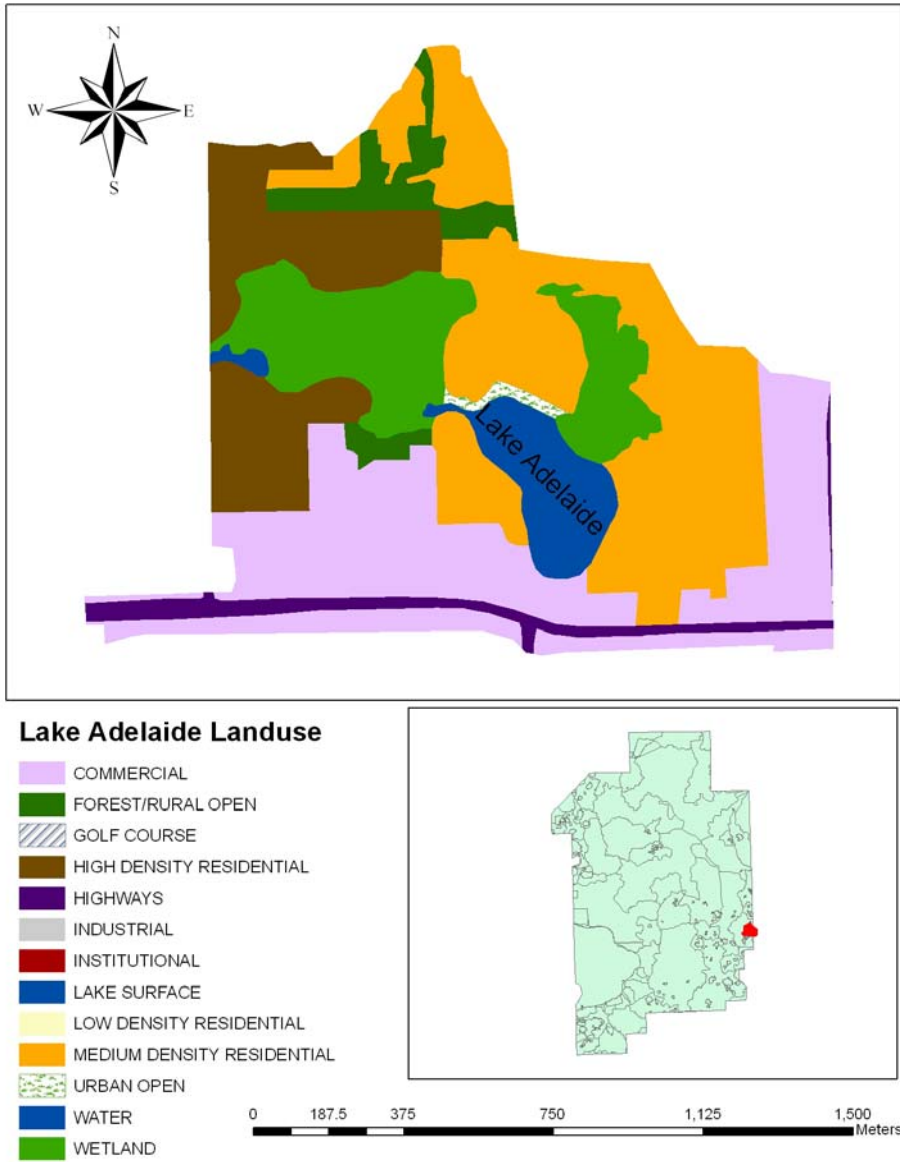 N
W
E
S
Lake Adelaide
Lake Adelaide Landuse
COMMERCIAL
FOREST/RURAL OPEN
GOLF COURSE
HIGH DENSITY RESIDENTIAL
HIGHWAYS
INDUSTRIAL
INSTITUTIONAL
LAKE SURFACE
LOW DENSITY RESIDENTIAL
MEDIUM DENSITY RESIDENTIAL
URBAN OPEN
WATER
WETLAND
0 187.5 375 750 1,125 1,500
Meters